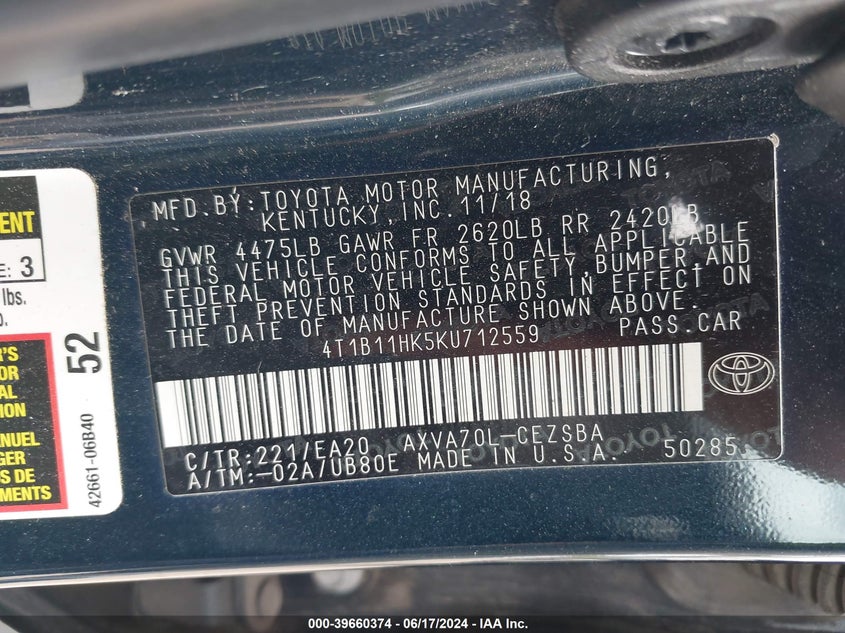 MFD.BY:TOYOTA MOTOR MANUFACTURING,
KENTUCKY,INC.11/18
GVWR 4475LB GAWR FR 2620LB RR 2420LB
THIS VEHICLE CONFORMS TO ALL APPLICABLE
FEDERAL MOTOR VEHICLE SAFETY,BUMPER,AND
THEFT PREVENTION STANDARDS IN EFFECT ON
THE DATE OF MANUFACTURE SHOWN ABOVE.
4T1B11HK5KU712559 PASS.CAR
C/TR:221/EA20 AXVA70L-CEZSBA
A/TM:-02A/UB80E MADE IN U.S.A. 50285
E: 3
lbs.
52
42661-06B40
000-39660374 | 06/17/2024 - IAA Inc.